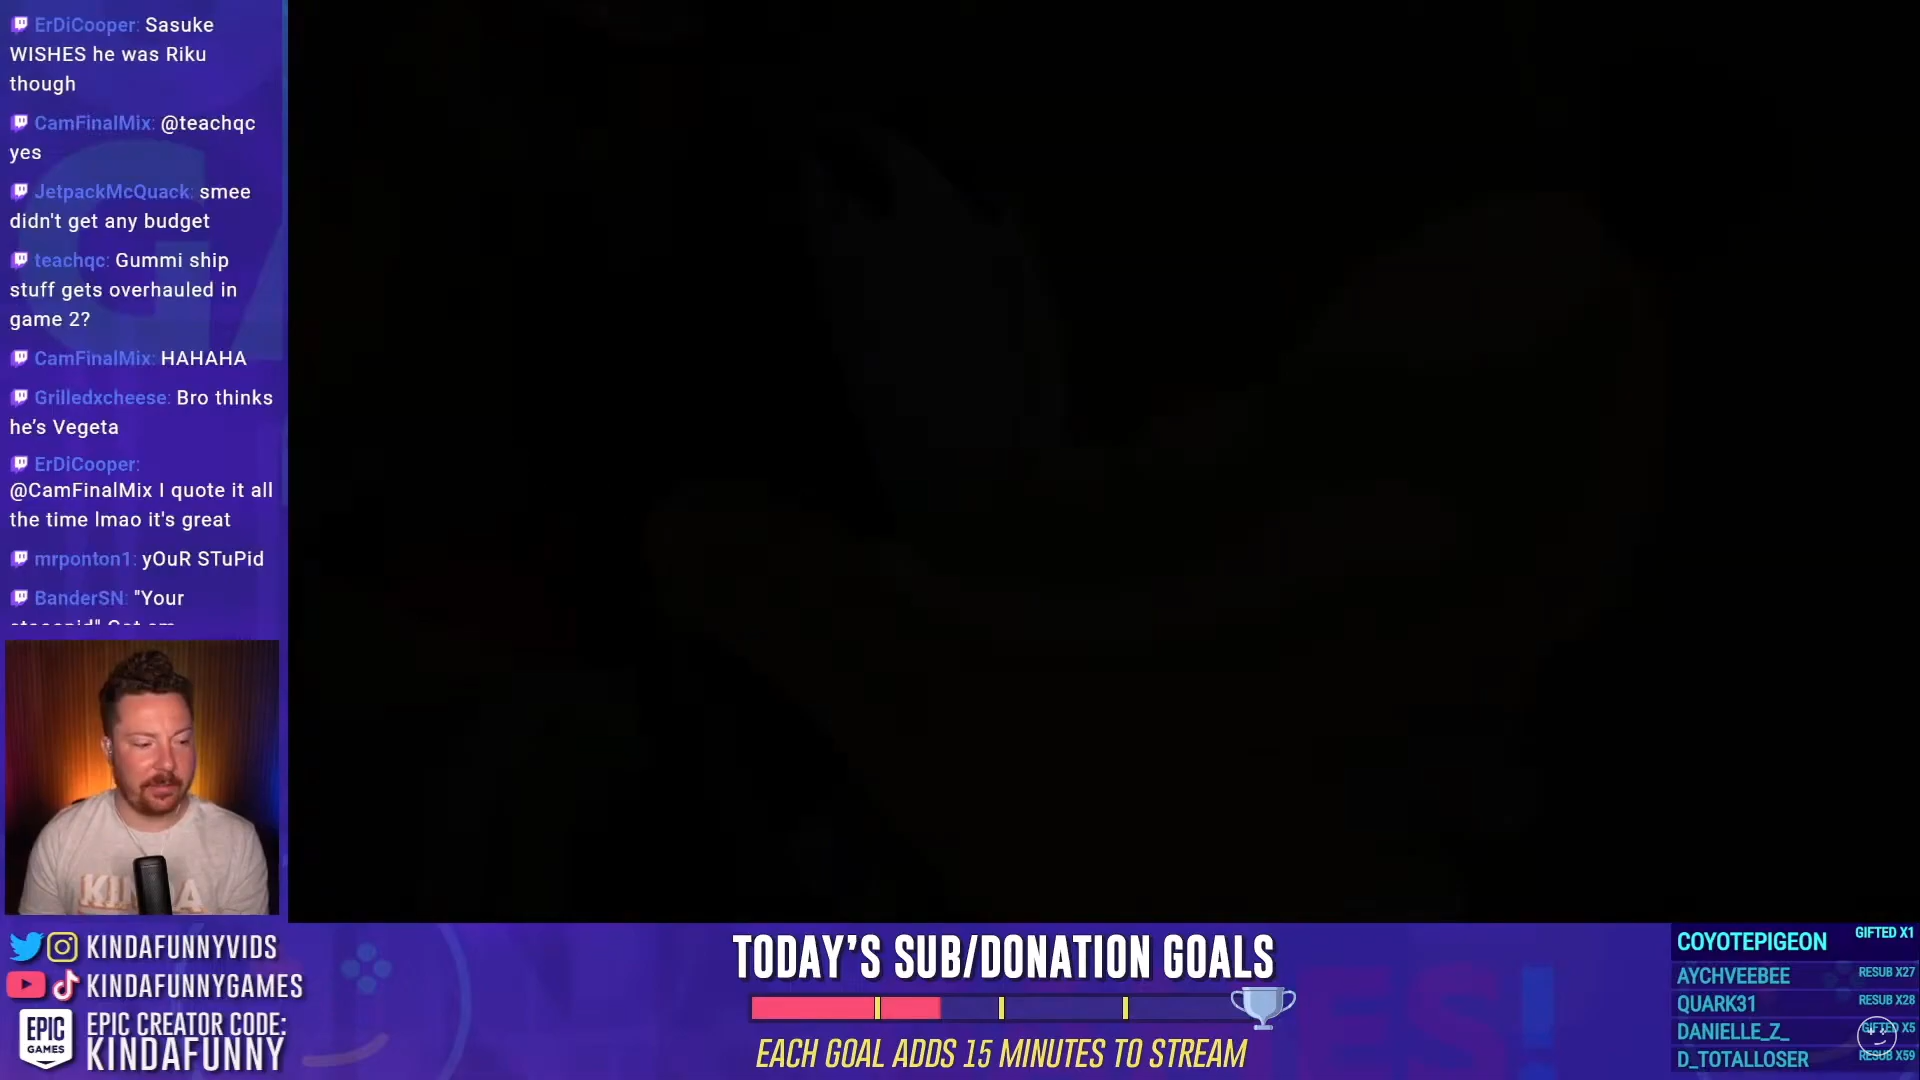 ErDiCooper: Sasuke
WISHES he was Riku
though
CamFinalMix: @teachqc
yes
JetpackMcQuack: smee
didn't get any budget
teachqc: Gummi ship
stuff gets overhauled in
game 2?
CamFinalMix: HAHAHA
Grilledxcheese: Bro thinks
he's Vegeta
ErDiCooper:
@CamFinalMix I quote it all
the time lmao it's great
mrponton1: yOuR STuPid
BanderSN: "Your
KINDAFUNNYVIDS
KINDAFUNNYGAMES
EPIC GAMES
EPIC CREATOR CODE:
KINDAFUNNY
TODAY'S SUB/DONATION GOALS
EACH GOAL ADDS 15 MINUTES TO STREAM
COYOTEPIGEON GIFTED X1
AYCHVEEBEE RESUB X27
QUARK31 RESUB X28
DANIELLE_Z_ GIFTED X5
D_TOTALLOSER RESUB X59